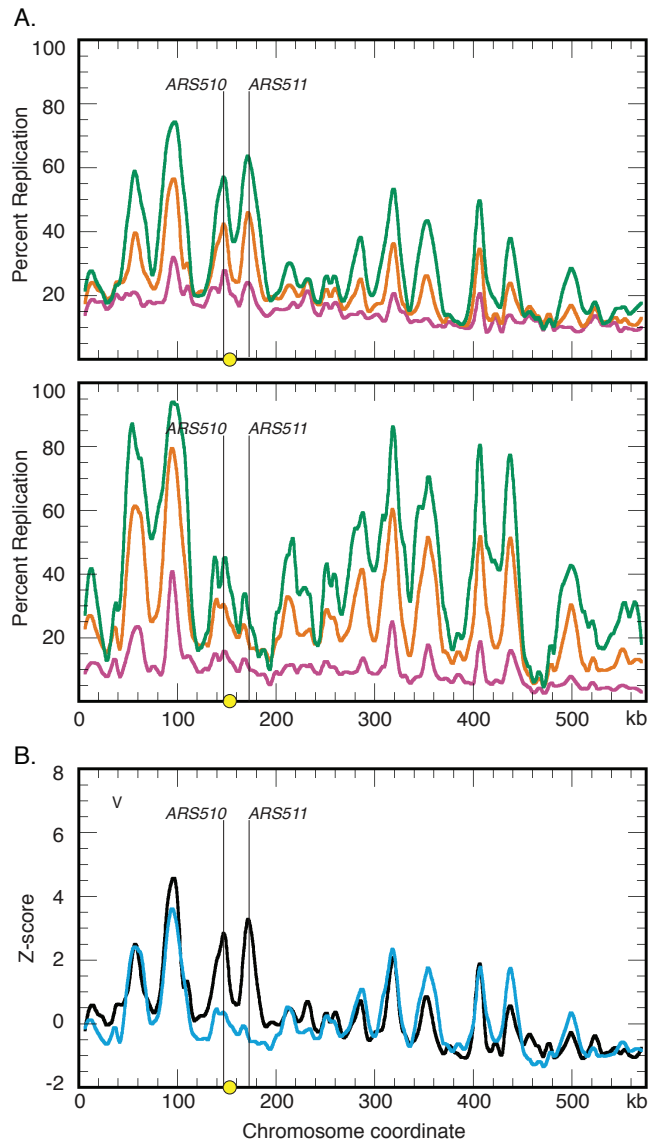 A.
100
80
60
40
20
Percent Replication
ARS510 ARS511
100
80
60
40
20
Percent Replication
ARS510 ARS511
0 100 200 300 400 500 kb
B.
8
6
4
2
0
-2
Z-score
V
ARS510 ARS511
0 100 200 300 400 500 kb
Chromosome coordinate